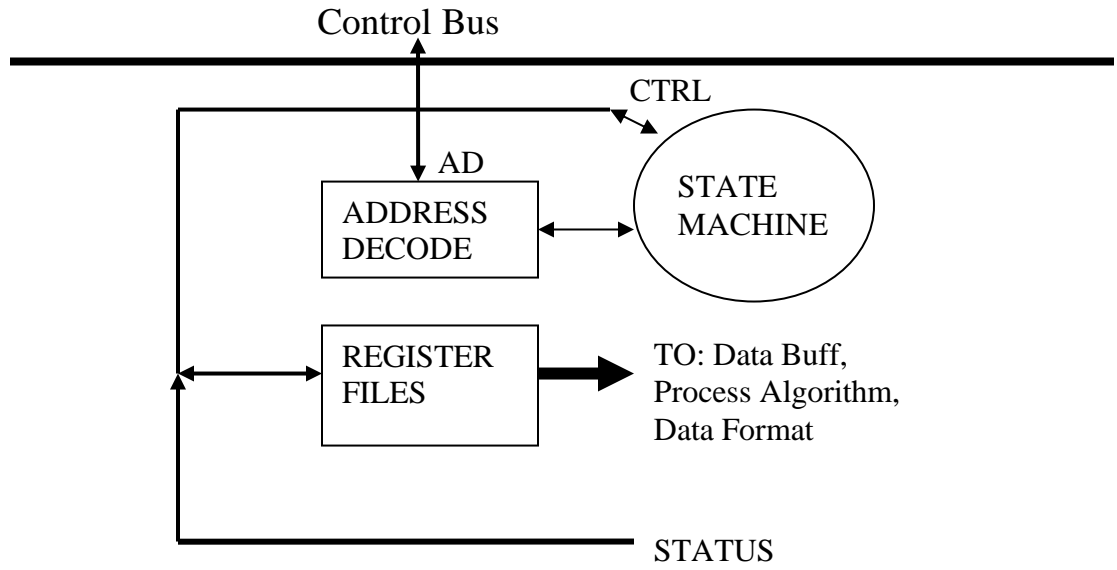 Control Bus
CTRL
AD
ADDRESS
DECODE
STATE
MACHINE
REGISTER
FILES
TO: Data Buff,
Process Algorithm,
Data Format
STATUS